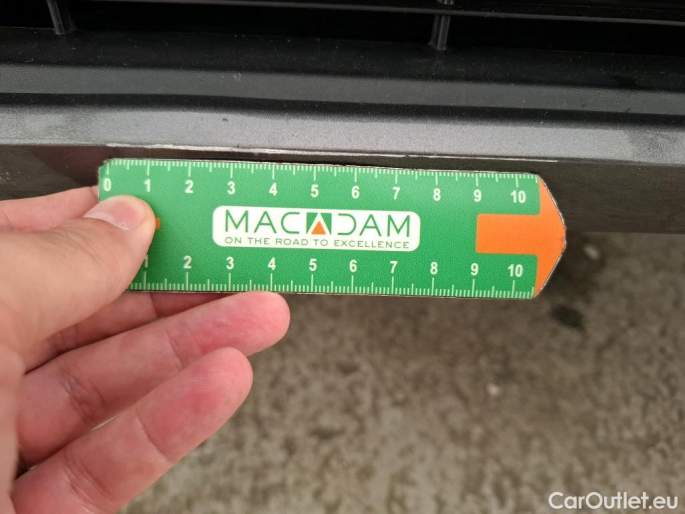 0 1 2 3 4 5 6 7 8 9 10
MACADAM
ON THE ROAD TO EXCELLENCE
1 2 3 4 5 6 7 8 9 10
CarOutlet.eu